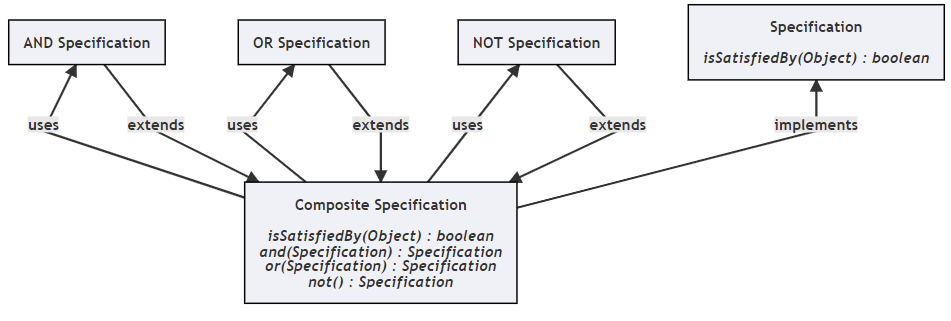 AND Specification
OR Specification
NOT Specification
Specification
isSatisfiedBy(Object) : boolean
uses
extends
uses
extends
uses
extends
implements
Composite Specification
isSatisfiedBy(Object) : boolean
and(Specification) : Specification
or(Specification) : Specification
not() : Specification